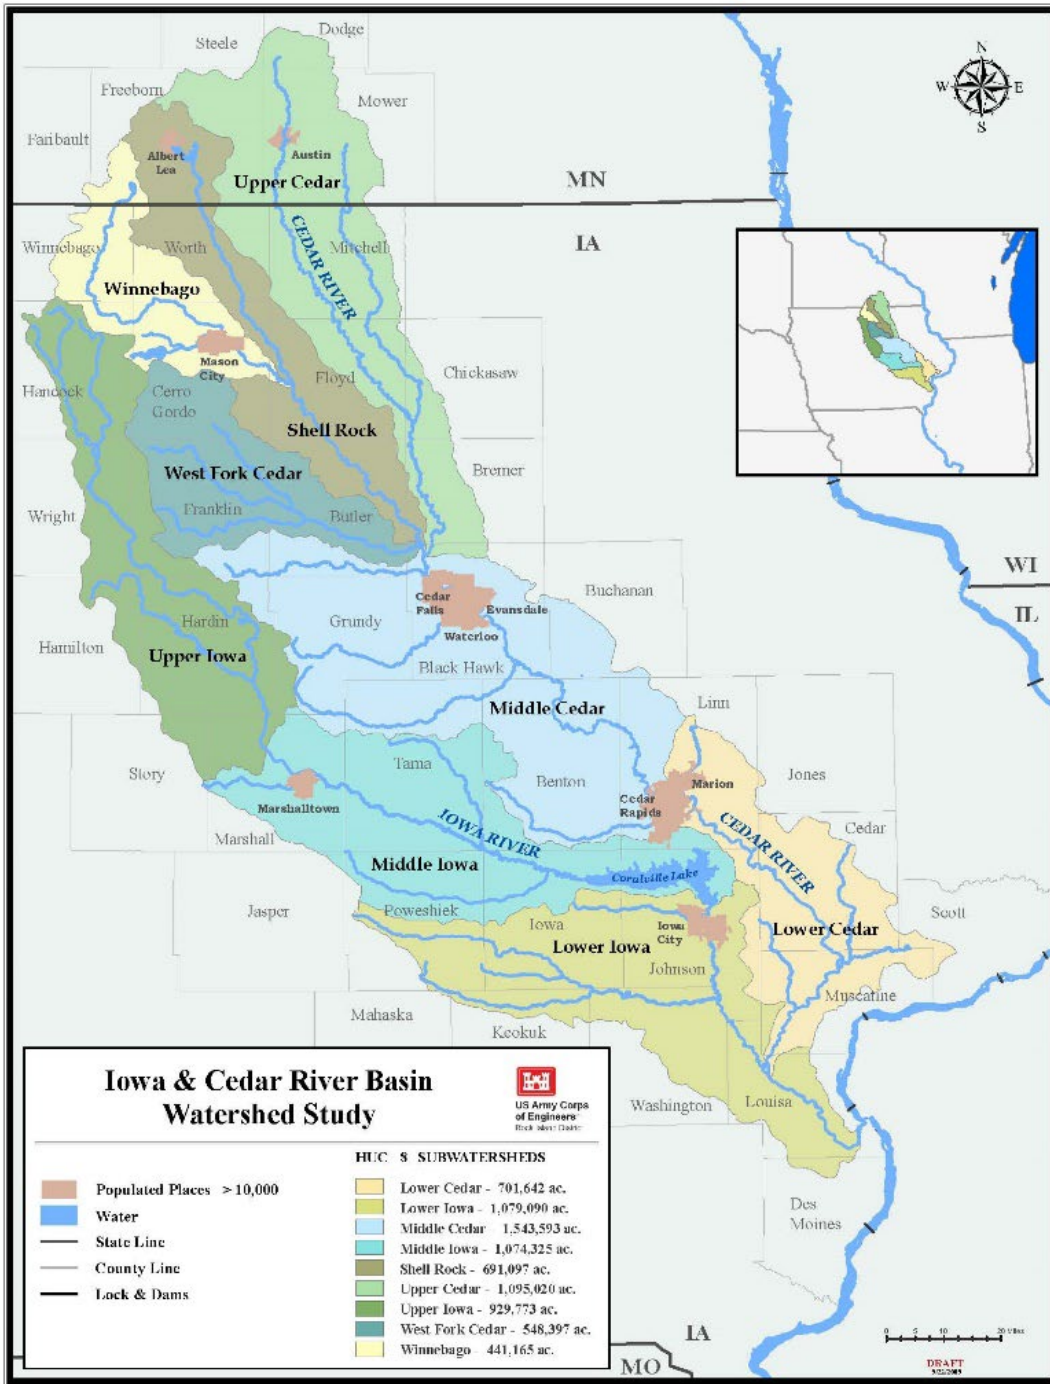 Dodge
Steele
Freeborn
Mower
Faribault
Albert
Lea
Austin
Upper Cedar
N
W E
S
MN
IA
CEDAR RIVER
Winnebago
Worth
Mitchell
Winnebago
Mason
City
Hancock
Cerro
Gordo
Floyd
Chickasaw
Shell Rock
West Fork Cedar
Bremer
Wright
Franklin
Butler
WI
IL
Cedar
Falls
Evansdale
Waterloo
Buchanan
Grundy
Hardin
Hamilton
Upper Iowa
Black Hawk
Middle Cedar
Linn
Story
Tama
Benton
Marion
Jones
Cedar
Rapids
Marshalltown
IOWA RIVER
CEDAR RIVER
Cedar
Marshall
Middle Iowa
Coralville Lake
Jasper
Poweshiek
Iowa
Iowa
City
Lower Iowa
Lower Cedar
Scott
Johnson
Muscatine
Mahaska
Keokuk
Washington
Louisa
Des
Moines
IA
MO
Iowa & Cedar River Basin
Watershed Study
US Army Corps
of Engineers
Rock Island District
HUC 8 SUBWATERSHEDS
Populated Places > 10,000
Water
State Line
County Line
Lock & Dams
Lower Cedar - 701,642 ac.
Lower Iowa - 1,079,090 ac.
Middle Cedar - 1,543,593 ac.
Middle Iowa - 1,074,325 ac.
Shell Rock - 691,097 ac.
Upper Cedar - 1,095,020 ac.
Upper Iowa - 929,773 ac.
West Fork Cedar - 548,397 ac.
Winnebago - 441,165 ac.
0 5 10 20 Miles
DRAFT